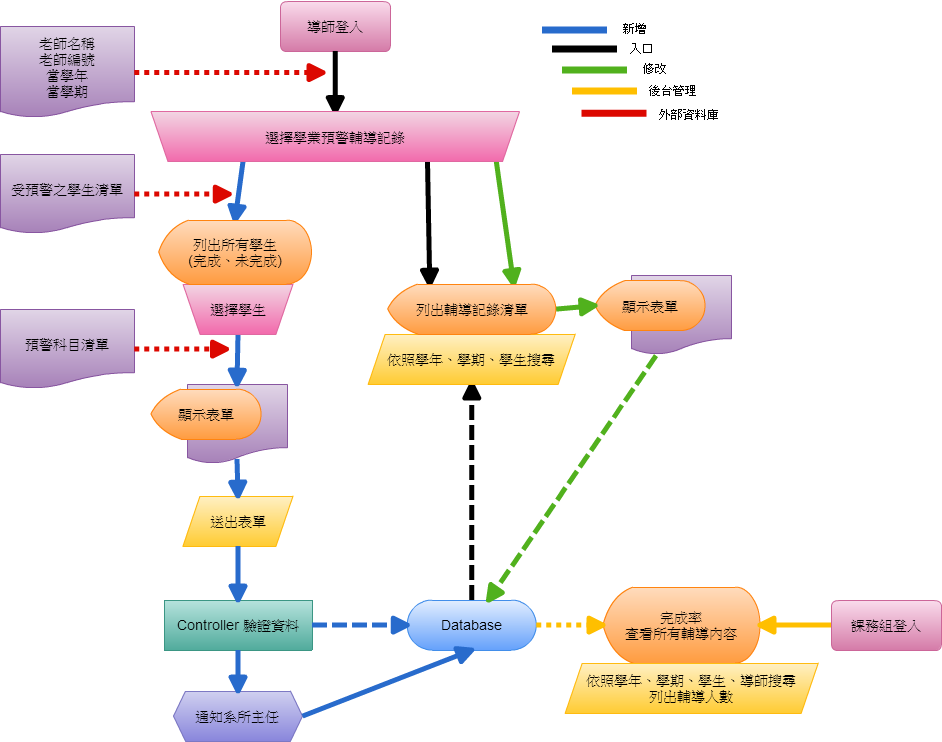 導師登入
新增
入口
修改
後台管理
外部資料庫
老師名稱
老師編號
當學年
當學期
選擇學業預警輔導記錄
受預警之學生清單
列出所有學生
(完成、未完成)
選擇學生
列出輔導記錄清單
顯示表單
預警科目清單
依照學年、學期、學生搜尋
顯示表單
送出表單
Controller 驗證資料
Database
完成率
查看所有輔導內容
課務組登入
依照學年、學期、學生、導師搜尋
列出輔導人數
通知系所主任